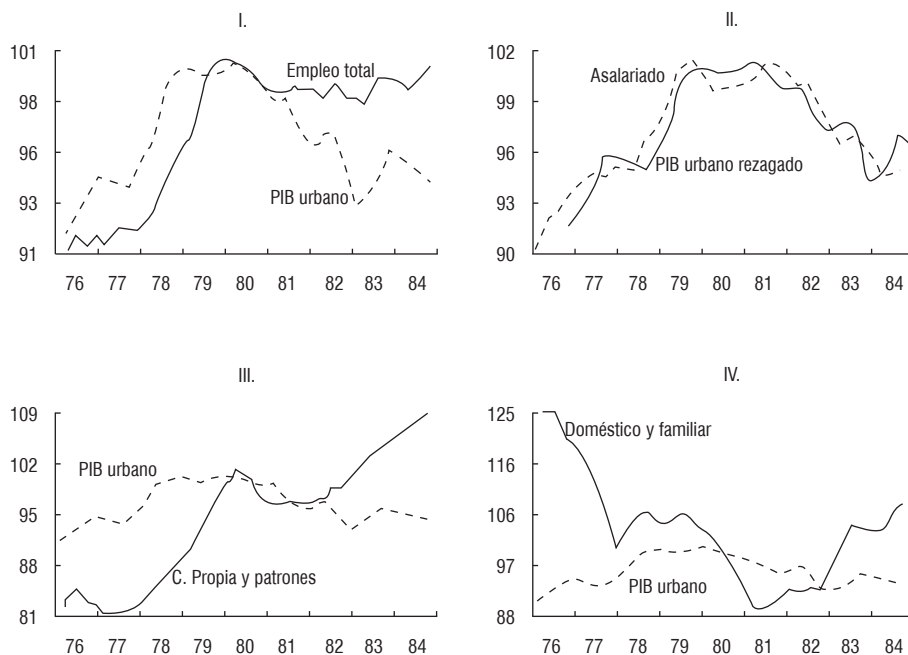 I.
101
98
96
93
91
Empleo total
PIB urbano
76 77 78 79 80 81 82 83 84
II.
102
99
96
93
90
Asalariado
PIB urbano rezagado
76 77 78 79 80 81 82 83 84
III.
109
102
95
88
81
PIB urbano
C. Propia y patrones
76 77 78 79 80 81 82 83 84
IV.
125
116
106
97
88
Doméstico y familiar
PIB urbano
76 77 78 79 80 81 82 83 84